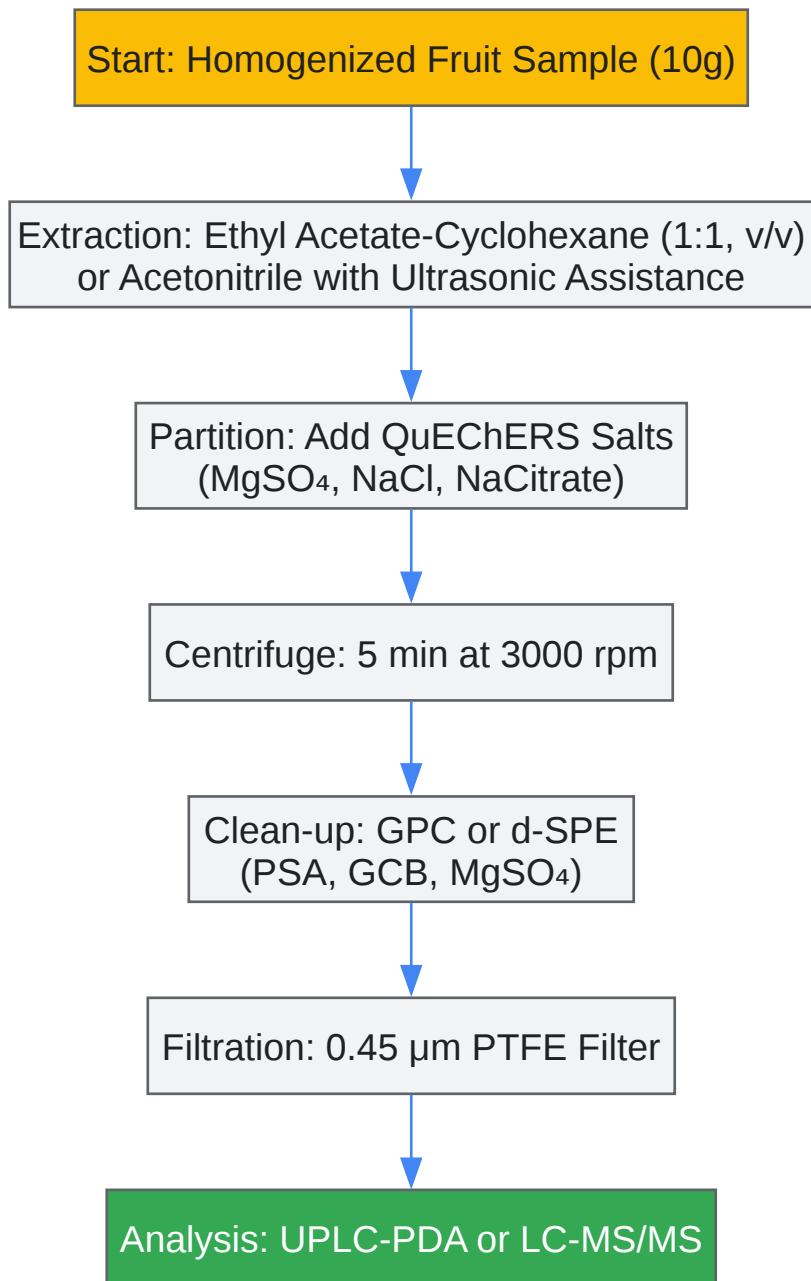 Start: Homogenized Fruit Sample (10g)
Extraction: Ethyl Acetate-Cyclohexane (1:1, v/v)
or Acetonitrile with Ultrasonic Assistance
Partition: Add QuEChERS Salts
(MgSO₄, NaCl, NaCitrate)
Centrifuge: 5 min at 3000 rpm
Clean-up: GPC or d-SPE
(PSA, GCB, MgSO₄)
Filtration: 0.45 µm PTFE Filter
Analysis: UPLC-PDA or LC-MS/MS